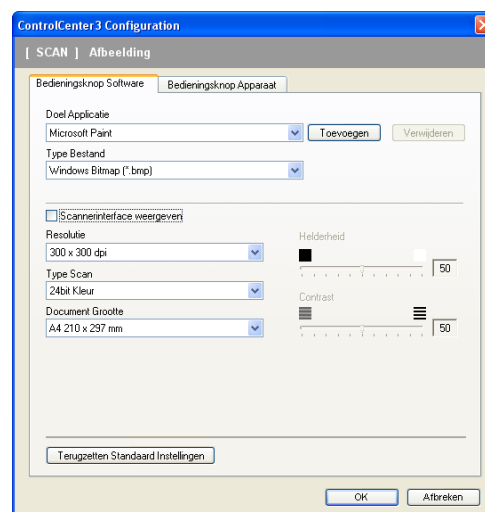 ControlCenter3 Configuration
[ SCAN ] Afbeelding
Bedieningsknop Software
Bedieningsknop Apparaat
Doel Applicatie
Microsoft Paint
Toevoegen
Verwijderen
Type Bestand
Windows Bitmap (*.bmp)
Scannerinterface weergeven
Resolutie
300 x 300 dpi
Type Scan
24bit Kleur
Document Grootte
A4 210 x 297 mm
Helderheid
50
Contrast
50
Terugzetten Standaard Instellingen
OK
Afbreken